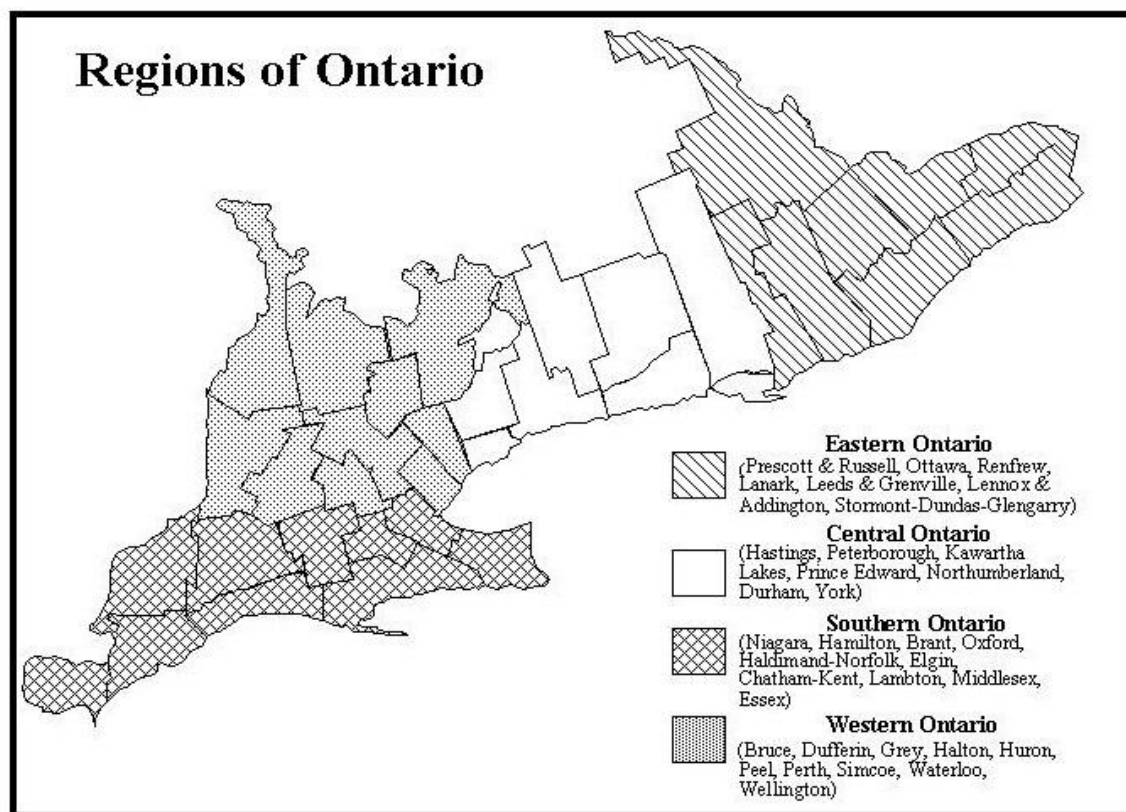 Regions of Ontario
Eastern Ontario
(Prescott & Russell, Ottawa, Renfrew,
Lanark, Leeds & Grenville, Lennox &
Addington, Stormont-Dundas-Glengarry)
Central Ontario
(Hastings, Peterborough, Kawartha
Lakes, Prince Edward, Northumberland,
Durham, York)
Southern Ontario
(Niagara, Hamilton, Brant, Oxford,
Haldimand-Norfolk, Elgin,
Chatham-Kent, Lambton, Middlesex,
Essex)
Western Ontario
(Bruce, Dufferin, Grey, Halton, Huron,
Peel, Perth, Simcoe, Waterloo,
Wellington)